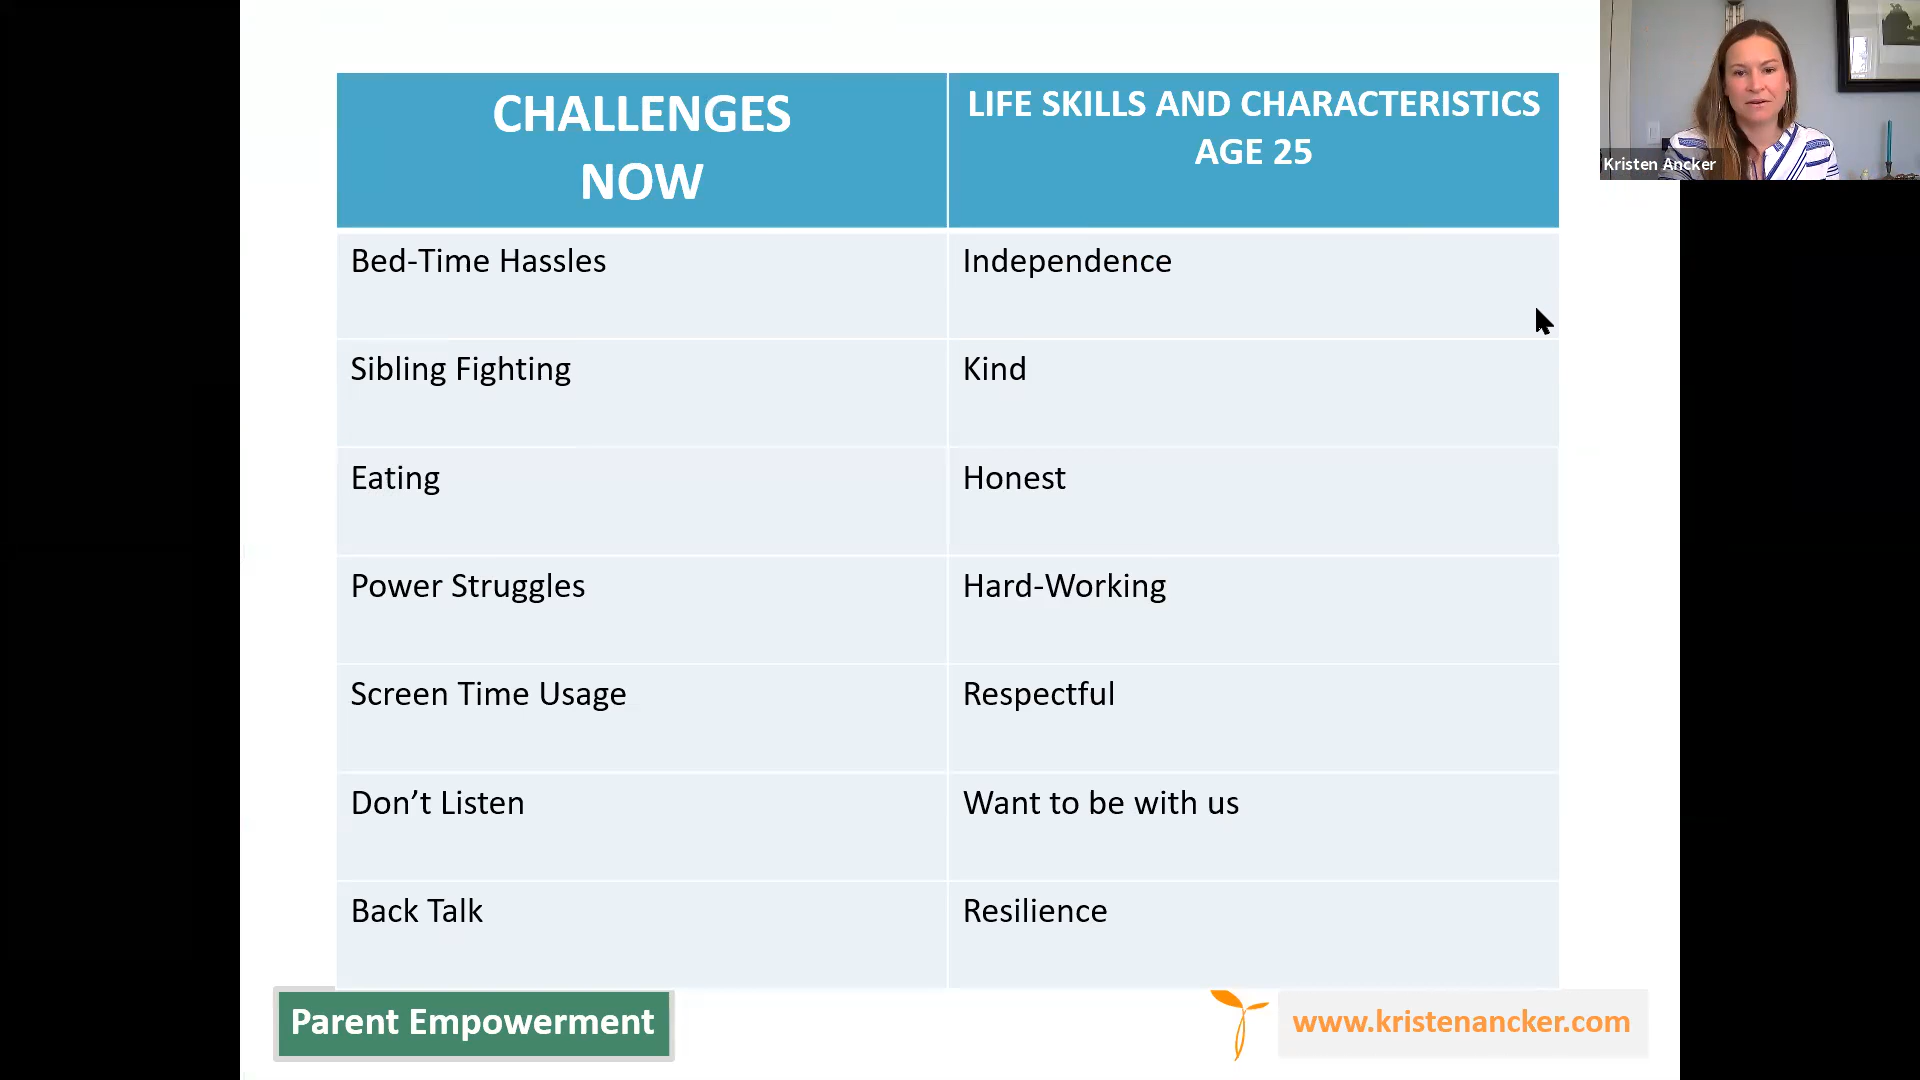 CHALLENGES
NOW
LIFE SKILLS AND CHARACTERISTICS
AGE 25
Bed-Time Hassles
Independence
Sibling Fighting
Kind
Eating
Honest
Power Struggles
Hard-Working
Screen Time Usage
Respectful
Don’t Listen
Want to be with us
Back Talk
Resilience
Parent Empowerment
www.kristenancker.com
Kristen Ancker